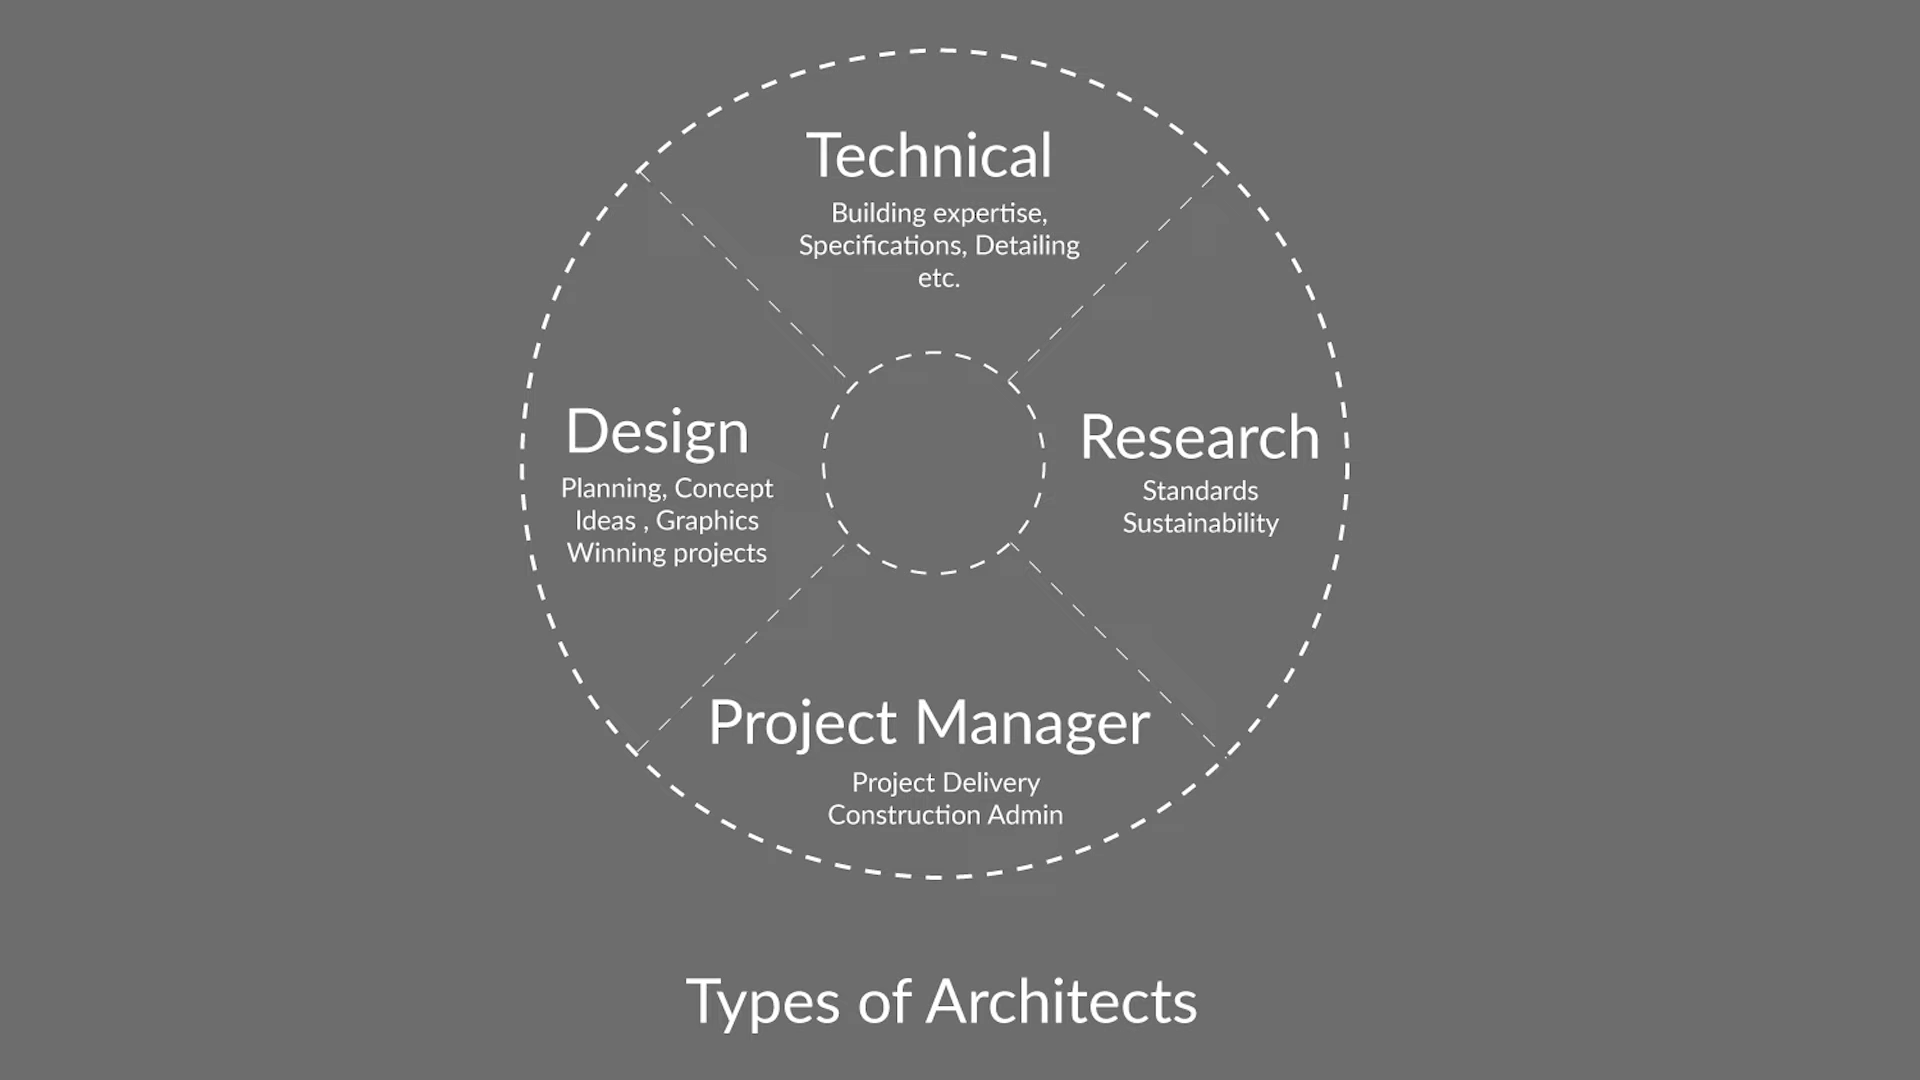 Technical
Building expertise,
Specifications, Detailing
etc.
Design
Planning, Concept
Ideas , Graphics
Winning projects
Research
Standards
Sustainability
Project Manager
Project Delivery
Construction Admin
Types of Architects